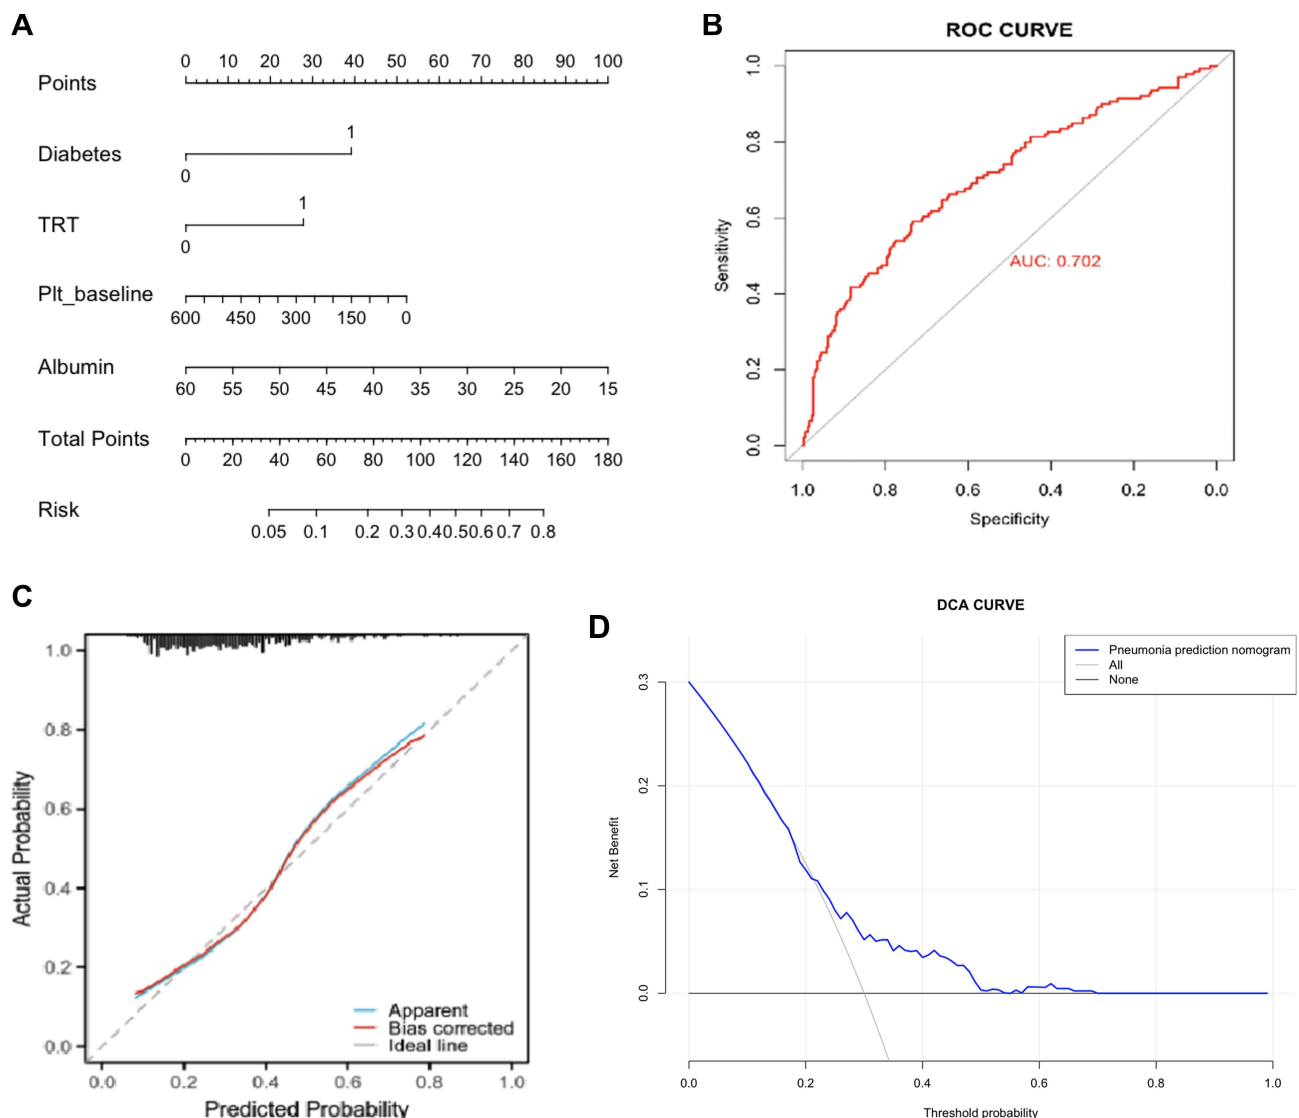 A
0 10 20 30 40 50 60 70 80 90 100
Points
1
Diabetes
0
1
TRT
0
Plt_baseline
600 450 300 150 0
Albumin
60 55 50 45 40 35 30 25 20 15
Total Points
0 20 40 60 80 100 120 140 160 180
Risk
0.05 0.1 0.2 0.3 0.40 0.50 0.6 0.7 0.8
B
ROC CURVE
1.0
0.8
0.6
0.4
0.2
0.0
Sensitivity
AUC: 0.702
1.0 0.8 0.6 0.4 0.2 0.0
Specificity
C
1.0
0.8
0.6
0.4
0.2
0.0
Actual Probability
Apparent
Bias corrected
Ideal line
0.0 0.2 0.4 0.6 0.8 1.0
Predicted Probability
D
DCA CURVE
Pneumonia prediction nomogram
All
None
0.3
0.2
0.1
0.0
Net Benefit
0.0 0.2 0.4 0.6 0.8 1.0
Threshold probability